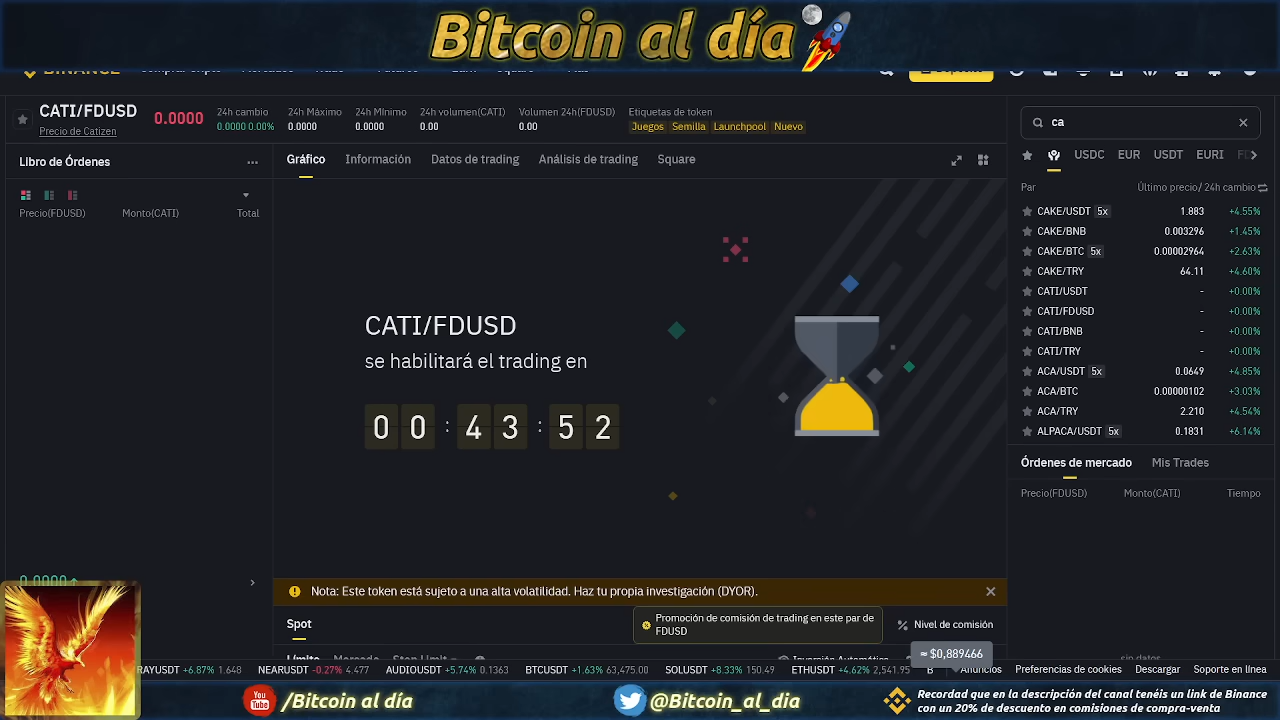 Bitcoin al día
CATI/FDUSD
Precio de Catizen
0.0000
24h cambio
0.0000 0.00%
24h Máximo
0.0000
24h Mínimo
0.0000
24h volumen(CATI)
0.00
Volumen 24h(FDUSD)
0.00
Etiquetas de token
Juegos Semilla Launchpool Nuevo
ca
Libro de Órdenes
Gráfico Información Datos de trading Análisis de trading Square
USDC EUR USDT EURI
Precio(FDUSD) Monto(CATI) Total
Par Último precio/ 24h cambio
CAKE/USDT 5x 1.883 +4.55%
CAKE/BNB 0.003296 +1.45%
CAKE/BTC 5x 0.00002964 +2.63%
CAKE/TRY 64.11 +4.60%
CATI/USDT - +0.00%
CATI/FDUSD - +0.00%
CATI/BNB - +0.00%
CATI/TRY - +0.00%
ACA/USDT 5x 0.0649 +4.85%
ACA/BTC 0.00000102 +3.03%
ACA/TRY 2.210 +4.54%
ALPACA/USDT 5x 0.1831 +6.14%
CATI/FDUSD
se habilitará el trading en
00 : 43 : 52
Órdenes de mercado Mis Trades
Precio(FDUSD) Monto(CATI) Tiempo
Nota: Este token está sujeto a una alta volatilidad. Haz tu propia investigación (DYOR).
Spot
Promoción de comisión de trading en este par de
FDUSD
Nivel de comisión
≈ $0,889466
RAYUSDT +6.87% 1.648 NEARUSDT -0.27% 4.477 AUDIOUSDT +5.74% 0.1363 BTCUSDT +1.63% 63,475.00 SOLUSDT +8.33% 150.49 ETHUSDT +4.62% 2,541.95 B
Anuncios Preferencias de cookies Descargar Soporte en línea
You
Tube
/Bitcoin al día
@Bitcoin_al_dia
Recordad que en la descripción del canal tenéis un link de Binance
con un 20% de descuento en comisiones de compra-venta